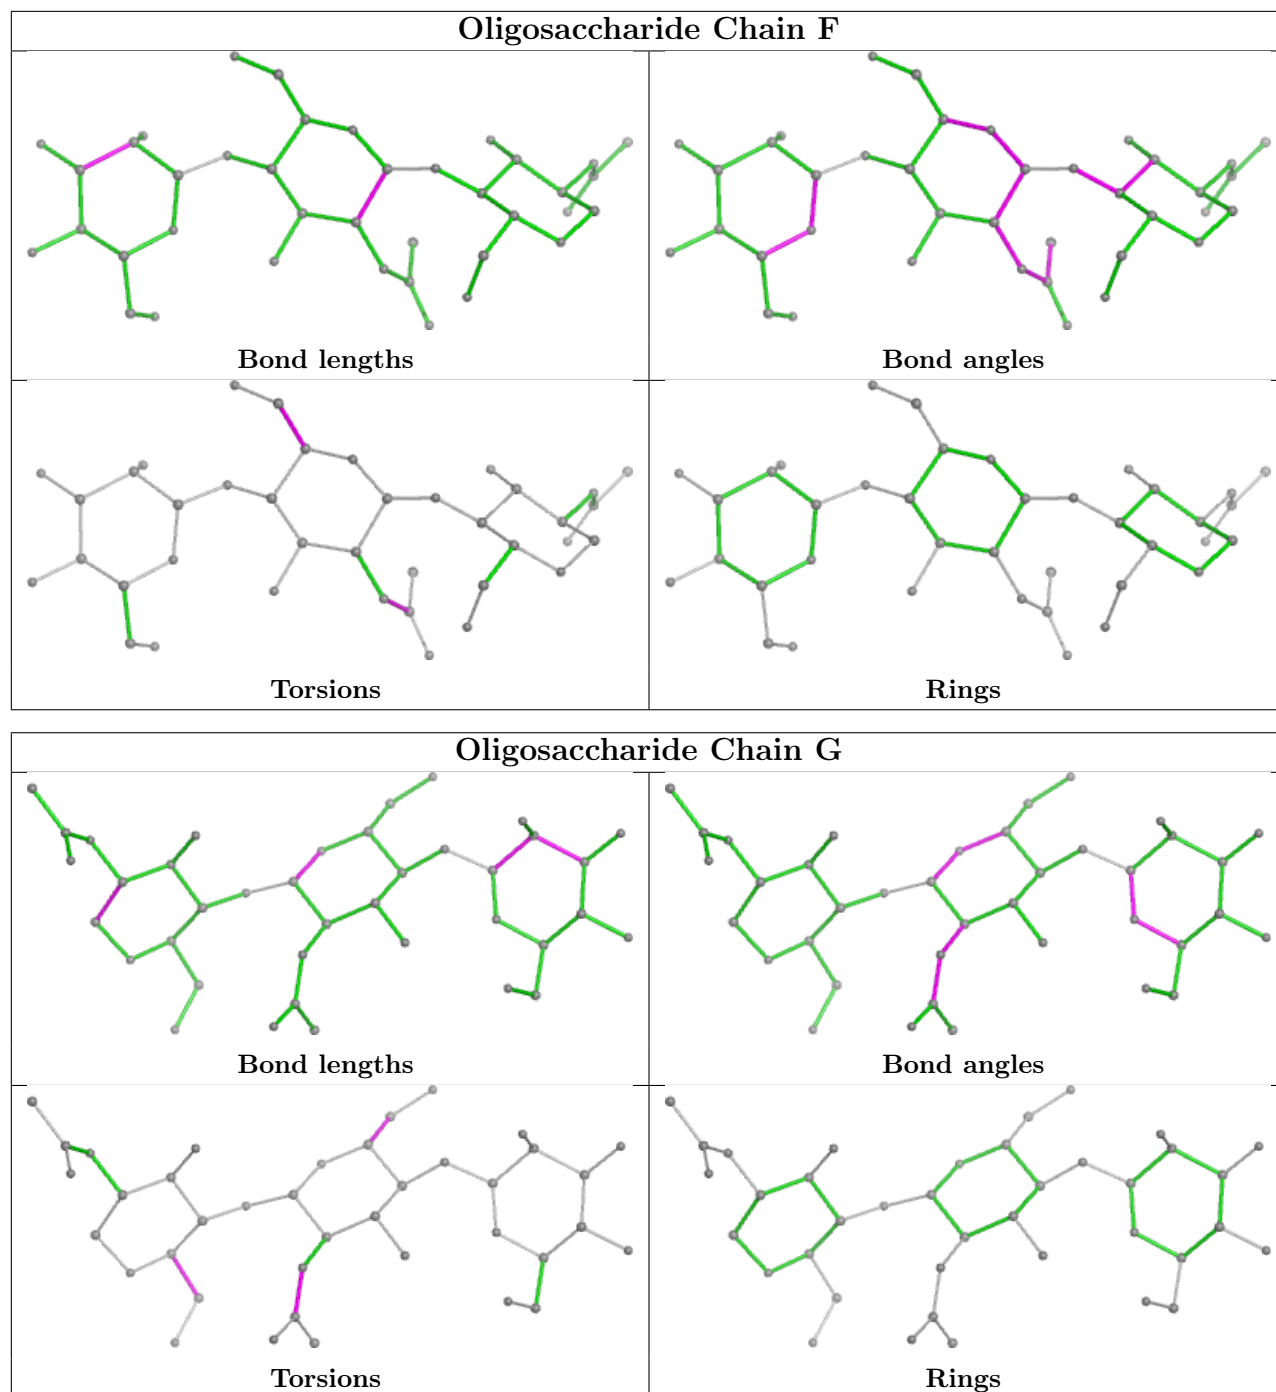 Oligosaccharide Chain F
Bond lengths
Bond angles
Torsions
Rings
Oligosaccharide Chain G
Bond lengths
Bond angles
Torsions
Rings